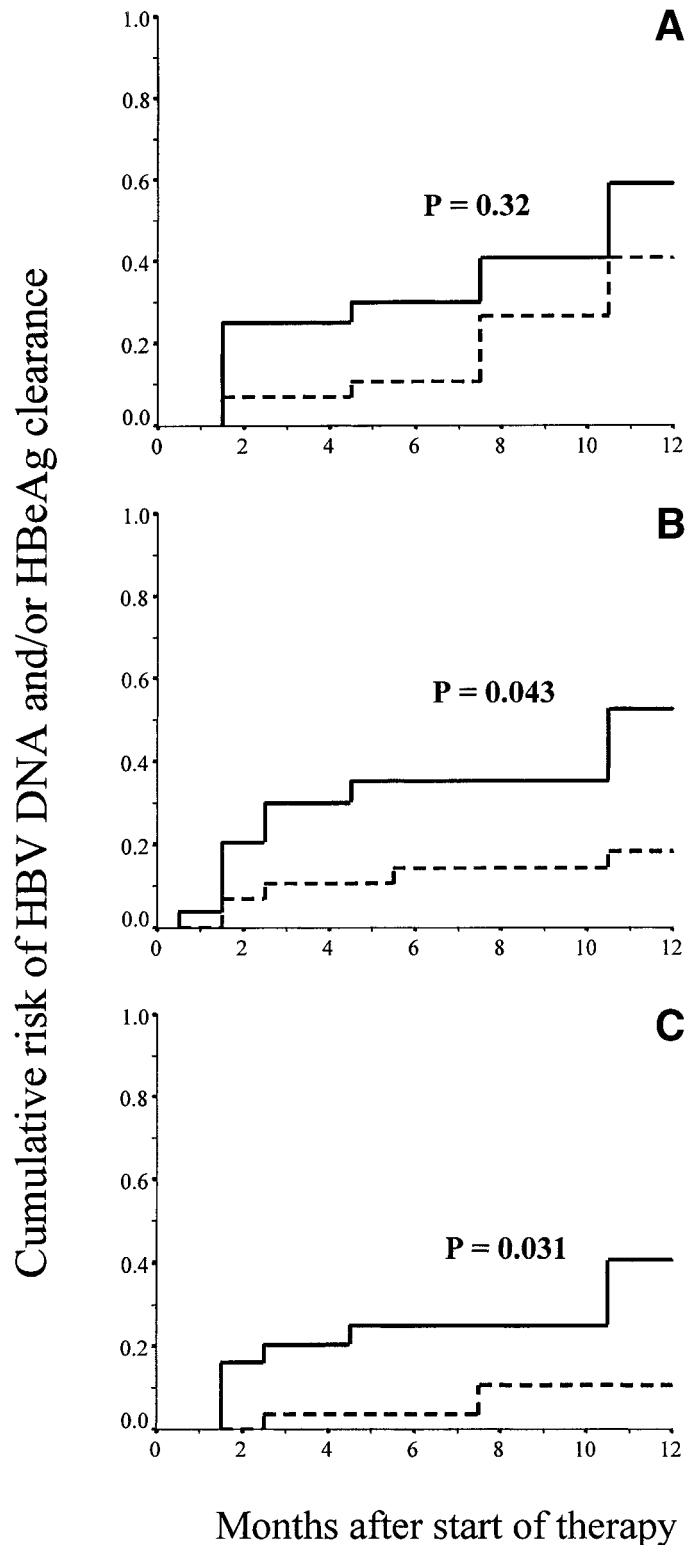 Cumulative risk of HBV DNA and/or HBeAg clearance
A
1.0
0.8
0.6
0.4
0.2
0.0
P = 0.32
0 2 4 6 8 10 12
B
1.0
0.8
0.6
0.4
0.2
0.0
P = 0.043
0 2 4 6 8 10 12
C
1.0
0.8
0.6
0.4
0.2
0.0
P = 0.031
0 2 4 6 8 10 12
Months after start of therapy